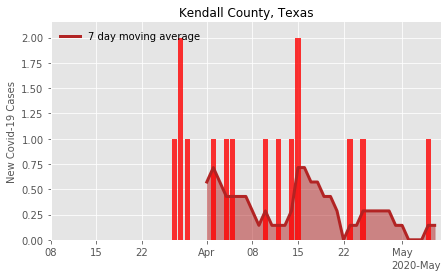 Kendall County, Texas
7 day moving average
New Covid-19 Cases
2.00
1.75
1.50
1.25
1.00
0.75
0.50
0.25
0.00
08 15 22 Apr 08 15 22 May
2020-May